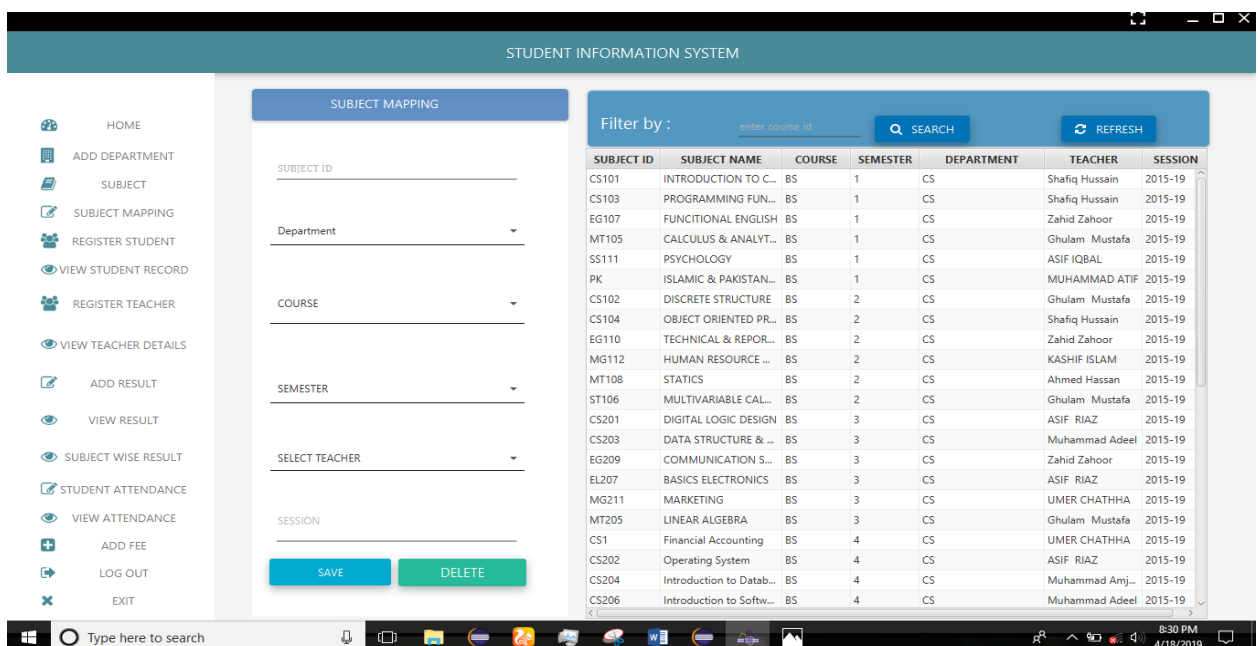 STUDENT INFORMATION SYSTEM
HOME
ADD DEPARTMENT
SUBJECT
SUBJECT MAPPING
REGISTER STUDENT
VIEW STUDENT RECORD
REGISTER TEACHER
VIEW TEACHER DETAILS
ADD RESULT
VIEW RESULT
SUBJECT WISE RESULT
STUDENT ATTENDANCE
VIEW ATTENDANCE
ADD FEE
LOG OUT
EXIT
SUBJECT MAPPING
SUBJECT ID
Department
COURSE
SEMESTER
SELECT TEACHER
SESSION
SAVE DELETE
Filter by : enter course id SEARCH REFRESH
SUBJECT ID SUBJECT NAME COURSE SEMESTER DEPARTMENT TEACHER SESSION
CS101 INTRODUCTION TO C... BS 1 CS Shafiq Hussain 2015-19
CS103 PROGRAMMING FUN... BS 1 CS Shafiq Hussain 2015-19
EG107 FUNCITIONAL ENGLISH BS 1 CS Zahid Zahoor 2015-19
MT105 CALCULUS & ANALYT... BS 1 CS Ghulam Mustafa 2015-19
SS111 PSYCHOLOGY BS 1 CS ASIF IQBAL 2015-19
PK ISLAMIC & PAKISTAN... BS 1 CS MUHAMMAD ATIF 2015-19
CS102 DISCRETE STRUCTURE BS 2 CS Ghulam Mustafa 2015-19
CS104 OBJECT ORIENTED PR... BS 2 CS Shafiq Hussain 2015-19
EG110 TECHNICAL & REPOR... BS 2 CS Zahid Zahoor 2015-19
MG112 HUMAN RESOURCE ... BS 2 CS KASHIF ISLAM 2015-19
MT108 STATICS BS 2 CS Ahmed Hassan 2015-19
ST106 MULTIVARIABLE CAL... BS 2 CS Ghulam Mustafa 2015-19
CS201 DIGITAL LOGIC DESIGN BS 3 CS ASIF RIAZ 2015-19
CS203 DATA STRUCTURE & ... BS 3 CS Muhammad Adeel 2015-19
EG209 COMMUNICATION S... BS 3 CS Zahid Zahoor 2015-19
EL207 BASICS ELECTRONICS BS 3 CS ASIF RIAZ 2015-19
MG211 MARKETING BS 3 CS UMER CHATHHA 2015-19
MT205 LINEAR ALGEBRA BS 3 CS Ghulam Mustafa 2015-19
CS1 Financial Accounting BS 4 CS UMER CHATHHA 2015-19
CS202 Operating System BS 4 CS ASIF RIAZ 2015-19
CS204 Introduction to Datab... BS 4 CS Muhammad Amj... 2015-19
CS206 Introduction to Softw... BS 4 CS Muhammad Adeel 2015-19
Type here to search
8:30 PM
4/18/2019